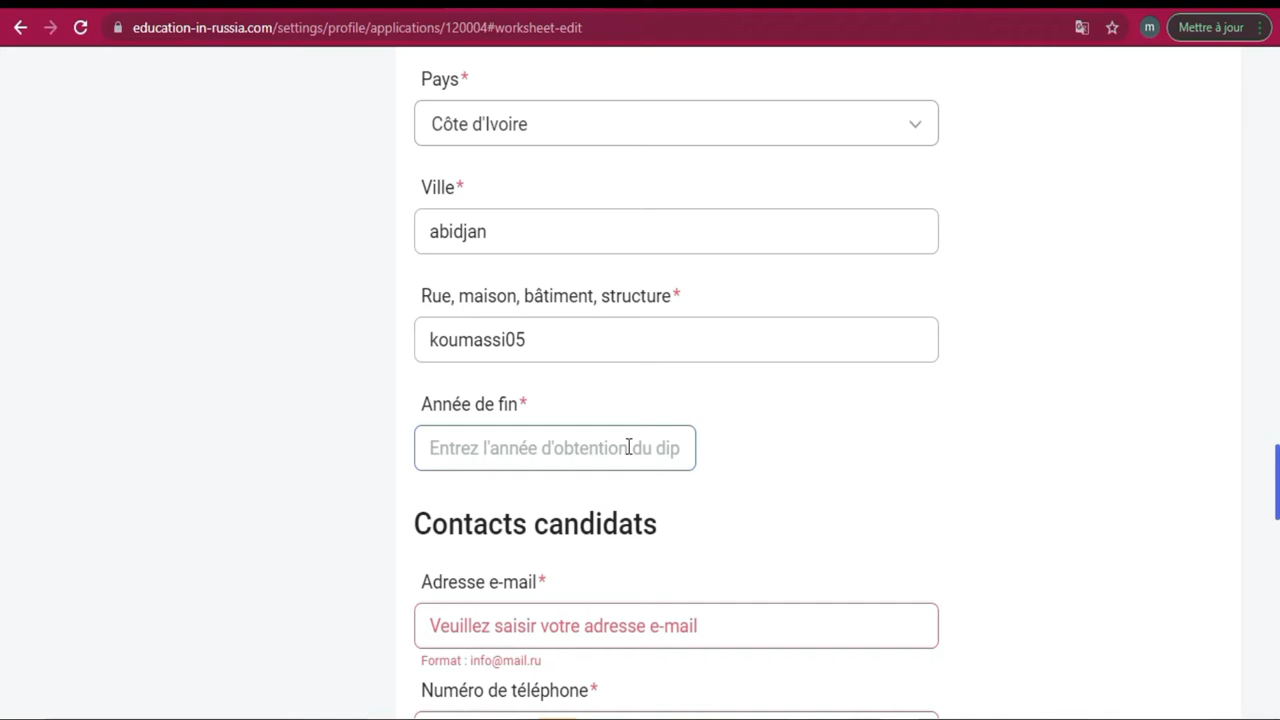 education-in-russia.com/settings/profile/applications/120004#worksheet-edit
m
Mettre à jour
Pays*
Côte d'Ivoire
Ville*
abidjan
Rue, maison, bâtiment, structure*
koumassi05
Année de fin*
Entrez l'année d'obtention du dip
Contacts candidats
Adresse e-mail*
Veuillez saisir votre adresse e-mail
Format : info@mail.ru
Numéro de téléphone*